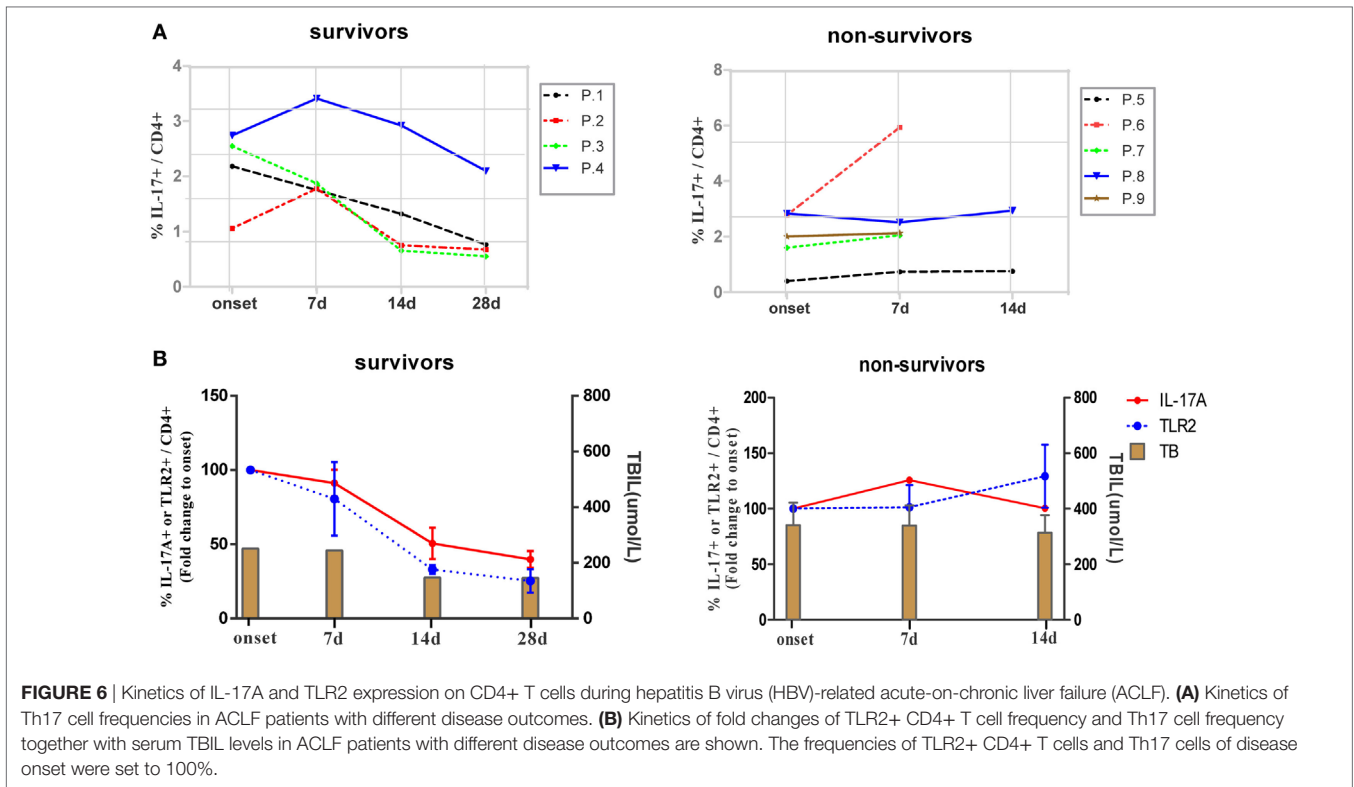 A
survivors
% IL-17+ / CD4+
4
3
2
1
0
onset
7d
14d
28d
P.1
P.2
P.3
P.4
non-survivors
% IL-17+ / CD4+
8
6
4
2
0
onset
7d
14d
P.5
P.6
P.7
P.8
P.9
B
survivors
% IL-17A+ or TLR2+ / CD4+
(Fold change to onset)
150
100
50
0
onset
7d
14d
28d
800
600
400
200
0
TBIL(umol/L)
non-survivors
% IL-17+ or TLR2+ / CD4+
(Fold change to onset)
200
150
100
50
0
onset
7d
14d
800
600
400
200
0
TBIL(umol/L)
IL-17A
TLR2
TB
FIGURE 6 | Kinetics of IL-17A and TLR2 expression on CD4+ T cells during hepatitis B virus (HBV)-related acute-on-chronic liver failure (ACLF). (A) Kinetics of
Th17 cell frequencies in ACLF patients with different disease outcomes. (B) Kinetics of fold changes of TLR2+ CD4+ T cell frequency and Th17 cell frequency
together with serum TBIL levels in ACLF patients with different disease outcomes are shown. The frequencies of TLR2+ CD4+ T cells and Th17 cells of disease
onset were set to 100%.